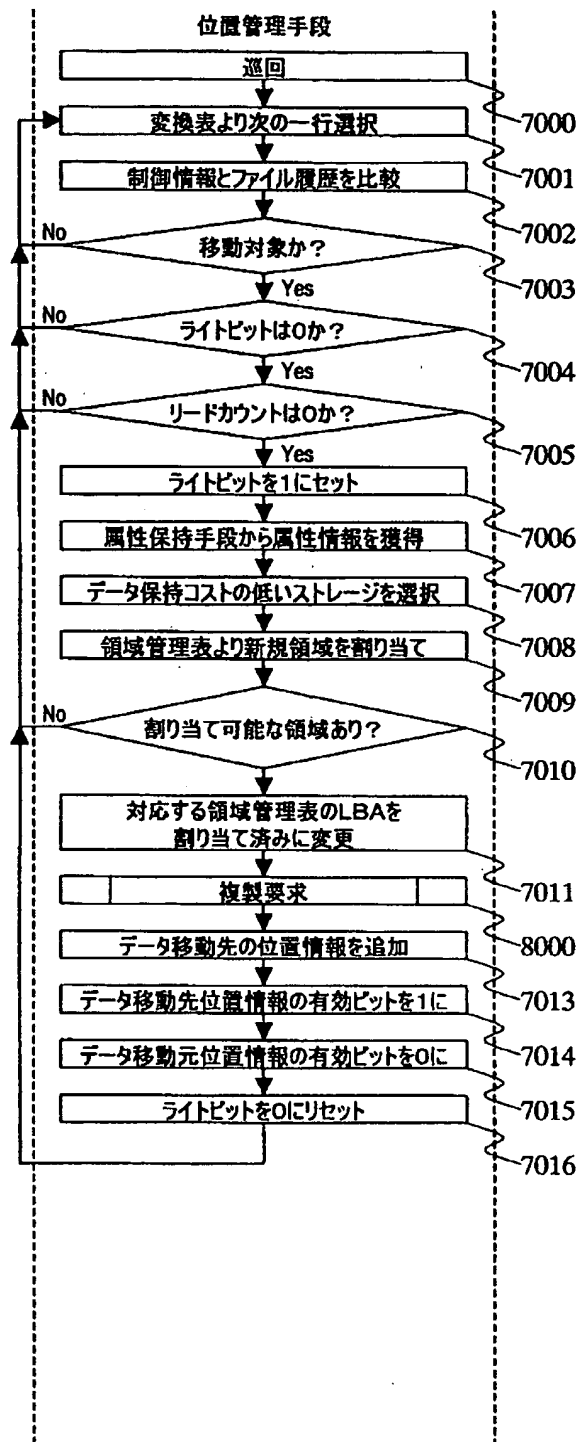 位置管理手段
巡回
7000
変換表より次の一行選択
7001
制御情報とファイル履歴を比較
7002
No
移動対象か？
7003
Yes
No
ライトビットは0か？
7004
Yes
No
リードカウントは0か？
7005
Yes
ライトビットを1にセット
7006
属性保持手段から属性情報を獲得
7007
データ保持コストの低いストレージを選択
7008
領域管理表より新規領域を割り当て
7009
No
割り当て可能な領域あり？
7010
対応する領域管理表のLBAを
割り当て済みに変更
7011
複製要求
8000
データ移動先の位置情報を追加
7013
データ移動先位置情報の有効ビットを1に
7014
データ移動元位置情報の有効ビットを0に
7015
ライトビットを0にリセット
7016